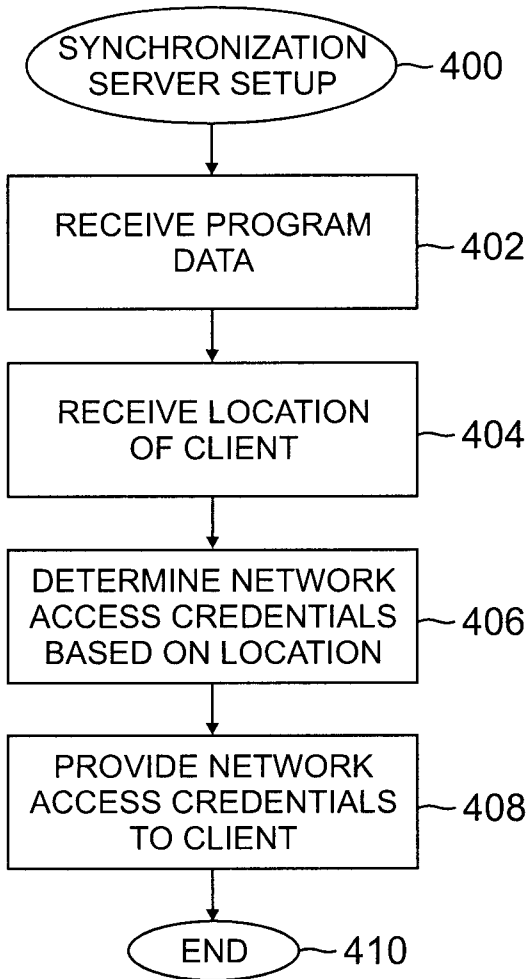 SYNCHRONIZATION
SERVER SETUP
400
RECEIVE PROGRAM
DATA
402
RECEIVE LOCATION
OF CLIENT
404
DETERMINE NETWORK
ACCESS CREDENTIALS
BASED ON LOCATION
406
PROVIDE NETWORK
ACCESS CREDENTIALS
TO CLIENT
408
END
410